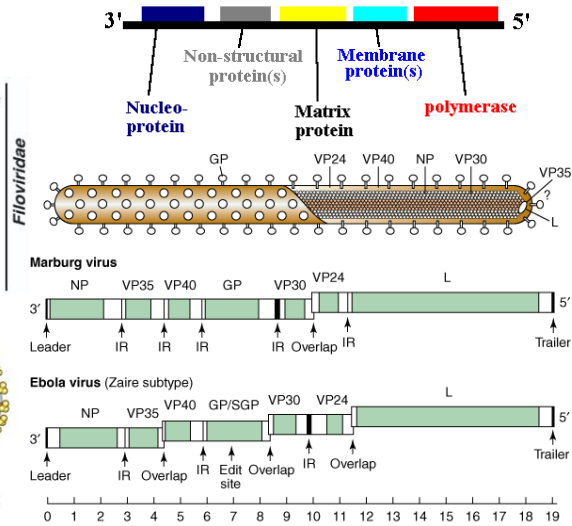 3' 5'
Non-structural
protein(s)
Membrane
protein(s)
Nucleo-
protein
Matrix
protein
polymerase
Filoviridae
GP VP24 VP40 NP VP30 VP35
?
L
Marburg virus
NP VP35 VP40 GP VP30 VP24 L
3′ 5′
Leader IR IR IR IR Overlap IR Trailer
Ebola virus (Zaire subtype)
NP VP35 VP40 GP/SGP VP30 VP24 L
3′ 5′
Leader IR Overlap IR Edit
site Overlap IR Overlap Trailer
0 1 2 3 4 5 6 7 8 9 10 11 12 13 14 15 16 17 18 19